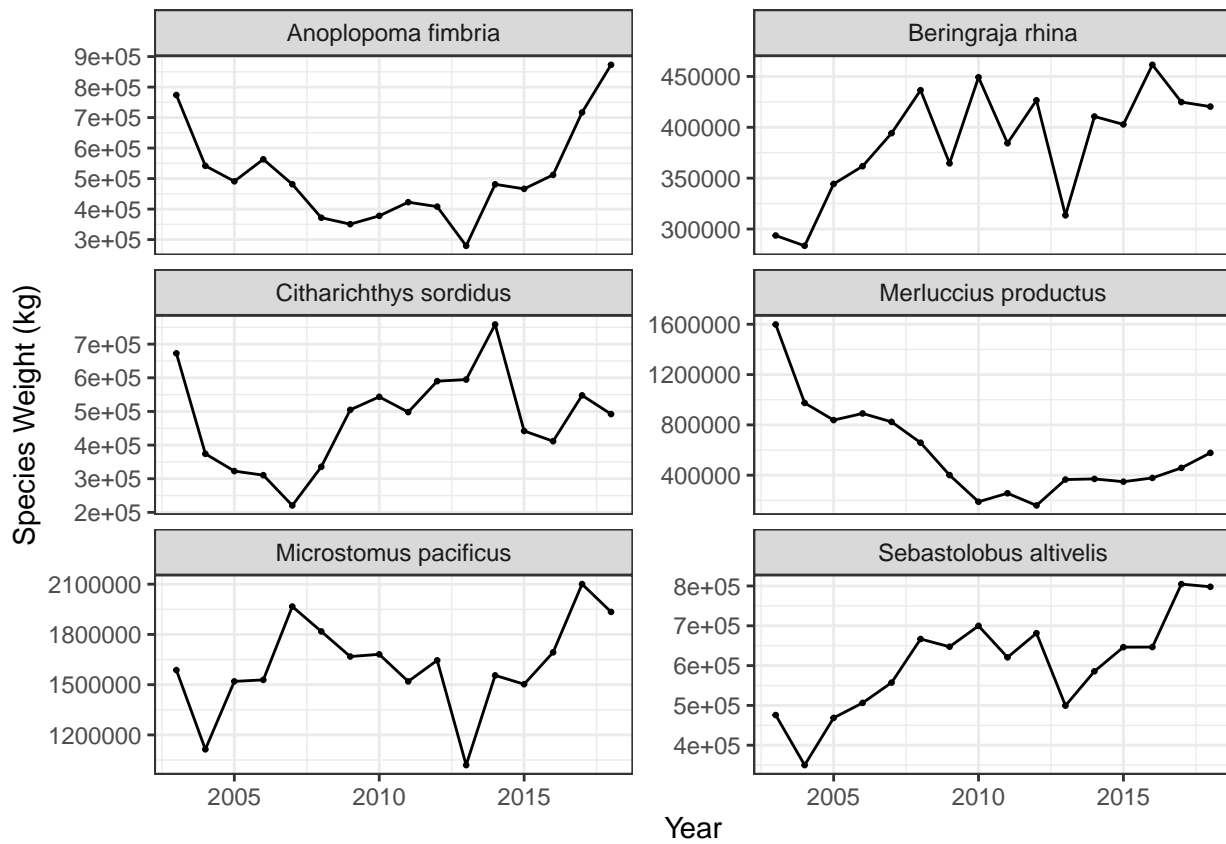 Anoplopoma fimbria
Beringraja rhina
9e+05
8e+05
7e+05
6e+05
5e+05
4e+05
3e+05
450000
400000
350000
300000
Citharichthys sordidus
Merluccius productus
7e+05
6e+05
5e+05
4e+05
3e+05
2e+05
1600000
1200000
800000
400000
Microstomus pacificus
Sebastolobus altivelis
2100000
1800000
1500000
1200000
8e+05
7e+05
6e+05
5e+05
4e+05
2005 2010 2015
2005 2010 2015
Species Weight (kg)
Year